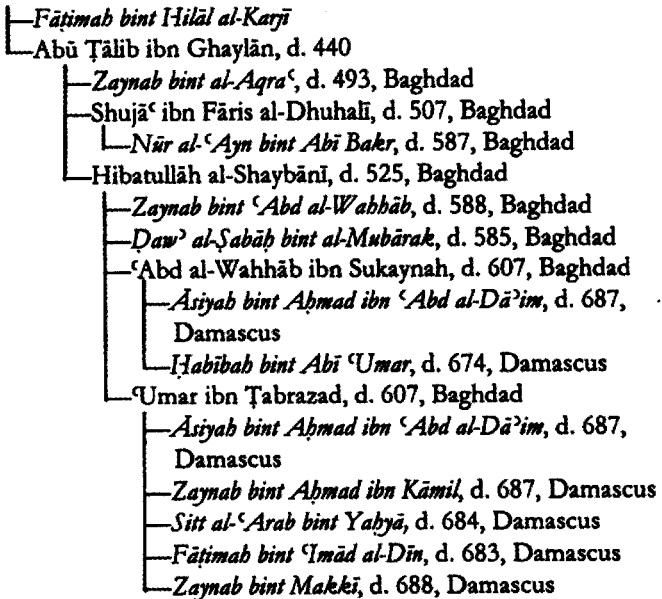 Fāṭimah bint Hilāl al-Karjī
Abū Ṭālib ibn Ghaylān, d. 440
Zaynab bint al-Aqraʿ, d. 493, Baghdad
Shujāʿ ibn Fāris al-Dhuhalī, d. 507, Baghdad
Nūr al-ʿAyn bint Abī Bakr, d. 587, Baghdad
Hibatullāh al-Shaybānī, d. 525, Baghdad
Zaynab bint ʿAbd al-Wahhāb, d. 588, Baghdad
Ḍawʾ al-Ṣabāḥ bint al-Mubārak, d. 585, Baghdad
ʿAbd al-Wahhāb ibn Sukaynah, d. 607, Baghdad
Āsiyah bint Aḥmad ibn ʿAbd al-Dāʾim, d. 687,
Damascus
Ḥabībah bint Abī ʿUmar, d. 674, Damascus
ʿUmar ibn Ṭabrazad, d. 607, Baghdad
Āsiyah bint Aḥmad ibn ʿAbd al-Dāʾim, d. 687,
Damascus
Zaynab bint Aḥmad ibn Kāmil, d. 687, Damascus
Sitt al-ʿArab bint Yaḥyā, d. 684, Damascus
Fāṭimah bint ʿImād al-Dīn, d. 683, Damascus
Zaynab bint Makkī, d. 688, Damascus